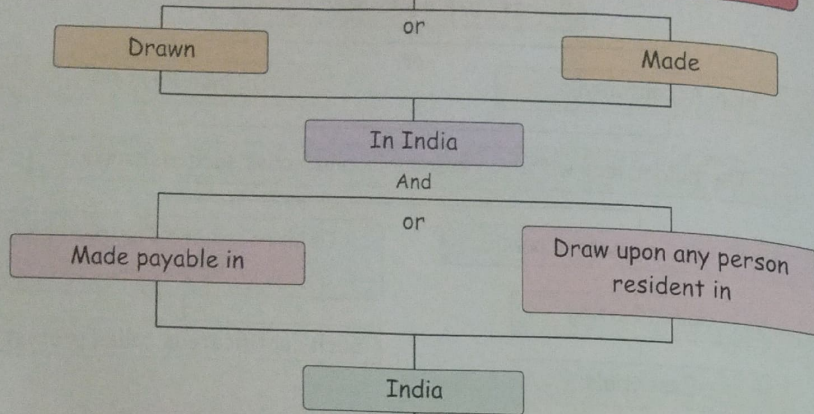 or
Drawn
Made
In India
And
or
Made payable in
Draw upon any person
resident in
India